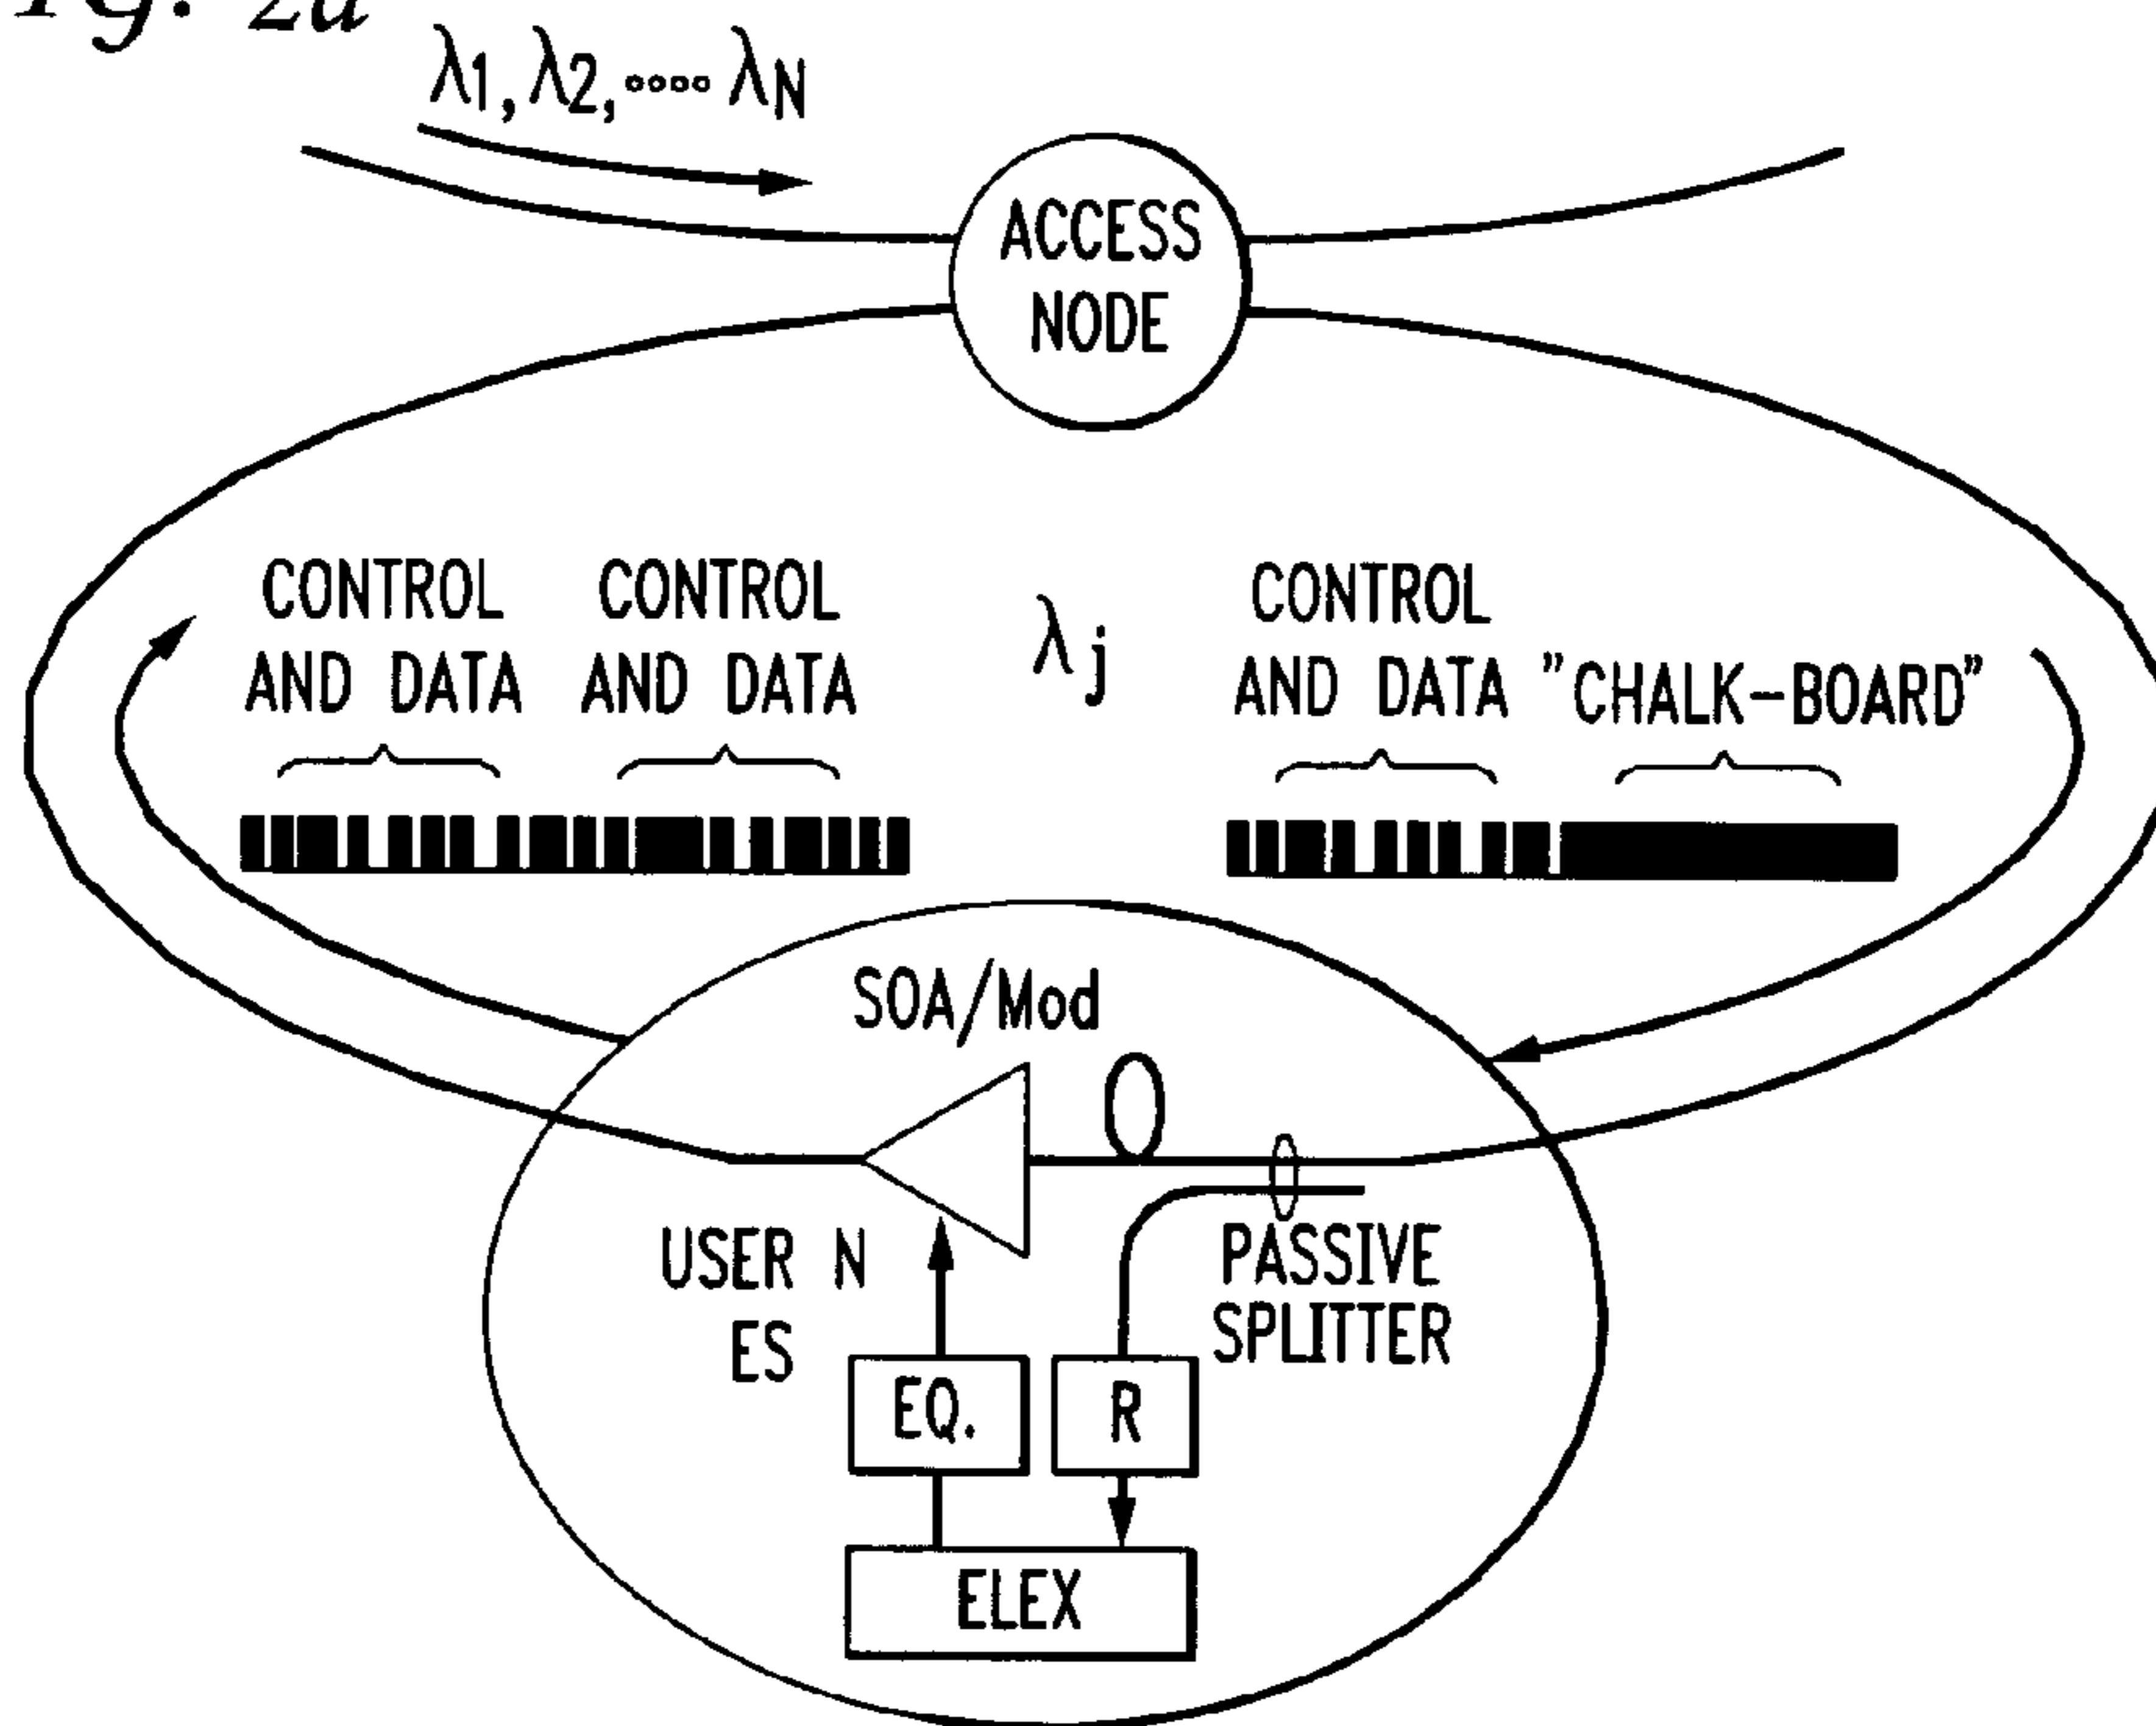 2a
λ1, λ2, ∘∘∘∘ λN
ACCESS
NODE
CONTROL
AND DATA
CONTROL
AND DATA
λj
CONTROL
AND DATA
"CHALK-BOARD"
SOA/Mod
USER N
ES
PASSIVE
SPLITTER
EQ.
R
ELEX